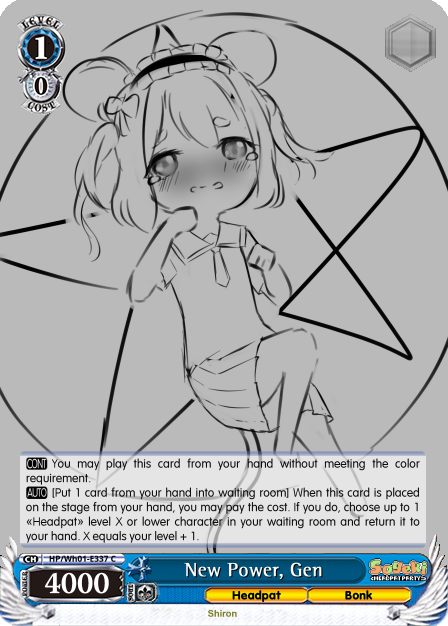 LEVEL
1
0
COST
CONT You may play this card from your hand without meeting the color
requirement.
AUTO [Put 1 card from your hand into waiting room] When this card is placed
on the stage from your hand, you may pay the cost. If you do, choose up to 1
«Headpat» level X or lower character in your waiting room and return it to
your hand. X equals your level + 1.
CH HP/Wh01-E337 C
POWER 4000 SOUL New Power, Gen
Headpat Bonk
Shiron